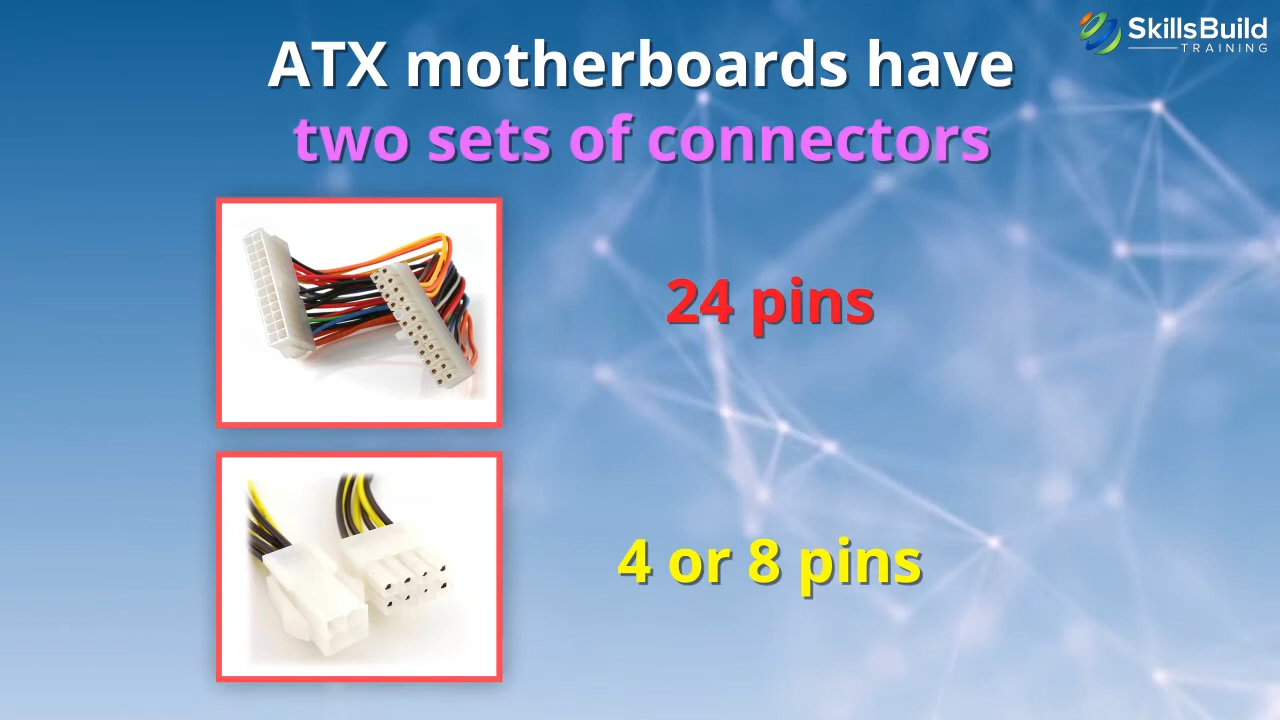 SkillsBuild
TRAINING
ATX motherboards have
two sets of connectors
24 pins
4 or 8 pins